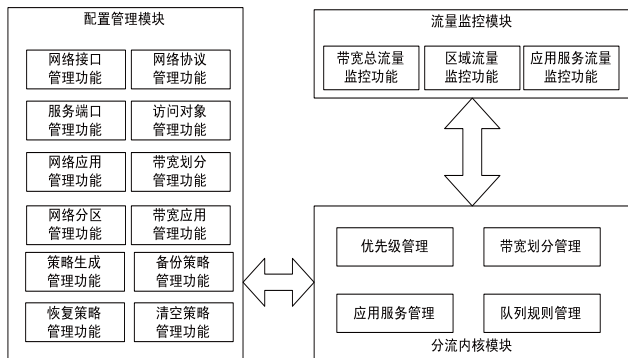 配置管理模块
网络接口
管理功能
网络协议
管理功能
服务端口
管理功能
访问对象
管理功能
网络应用
管理功能
带宽划分
管理功能
网络分区
管理功能
带宽应用
管理功能
策略生成
管理功能
备份策略
管理功能
恢复策略
管理功能
清空策略
管理功能
流量监控模块
带宽总流量
监控功能
区域流量
监控功能
应用服务流量
监控功能
优先级管理
带宽划分管理
应用服务管理
队列规则管理
分流内核模块